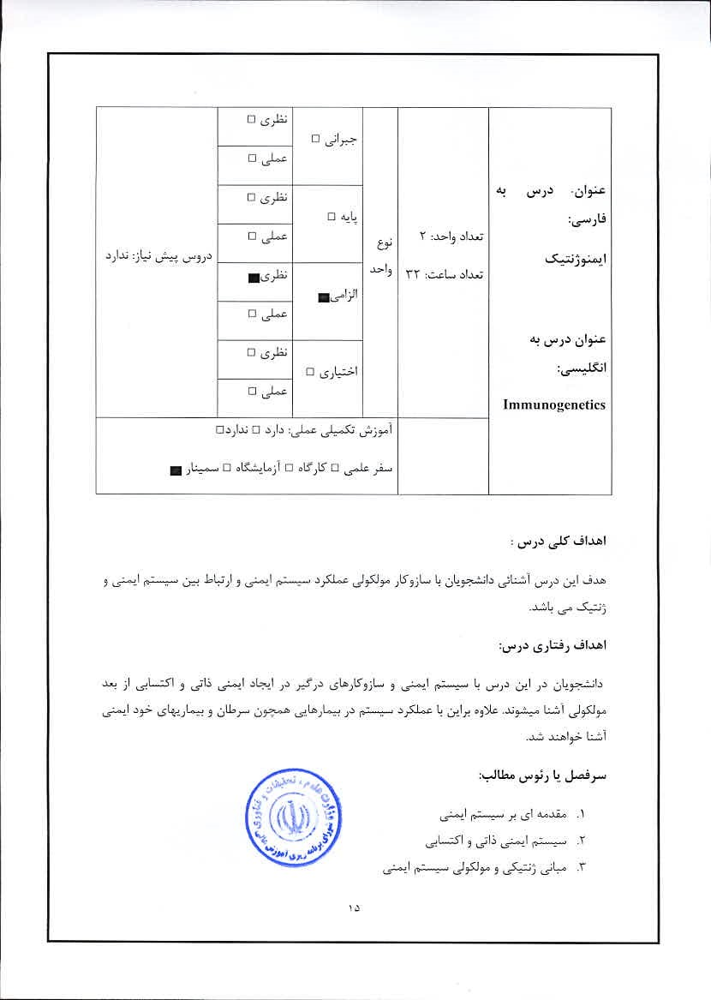 عنوان. درس به
فارسی:
ایمنوژنتیک
عنوان درس به
انگلیسی:
Immunogenetics
تعداد واحد: ۲
تعداد ساعت: ۳۲
نوع
واحد
جبرانی □
نظری □
عملی □
پایه □
نظری □
عملی □
الزامی■
نظری■
عملی □
اختیاری □
نظری □
عملی □
دروس پیش نیاز: ندارد
آموزش تکمیلی عملی: دارد □ ندارد□
سفر علمی □ کارگاه □ آزمایشگاه □ سمینار ■
اهداف کلی درس :
هدف این درس آشنائی دانشجویان با سازوکار مولکولی عملکرد سیستم ایمنی و ارتباط بین سیستم ایمنی و
ژنتیک می باشد.
اهداف رفتاری درس:
دانشجویان در این درس با سیستم ایمنی و سازوکارهای درگیر در ایجاد ایمنی ذاتی و اکتسابی از بعد
مولکولی آشنا میشوند. علاوه براین با عملکرد سیستم در بیمارهایی همچون سرطان و بیماریهای خود ایمنی
آشنا خواهند شد.
سرفصل یا رئوس مطالب:
۱. مقدمه ای بر سیستم ایمنی
۲. سیستم ایمنی ذاتی و اکتسابی
۳. مبانی ژنتیکی و مولکولی سیستم ایمنی
وزارت علوم، تحقیقات و فناوری
شورای برنامه ریزی آموزش عالی
۱۵